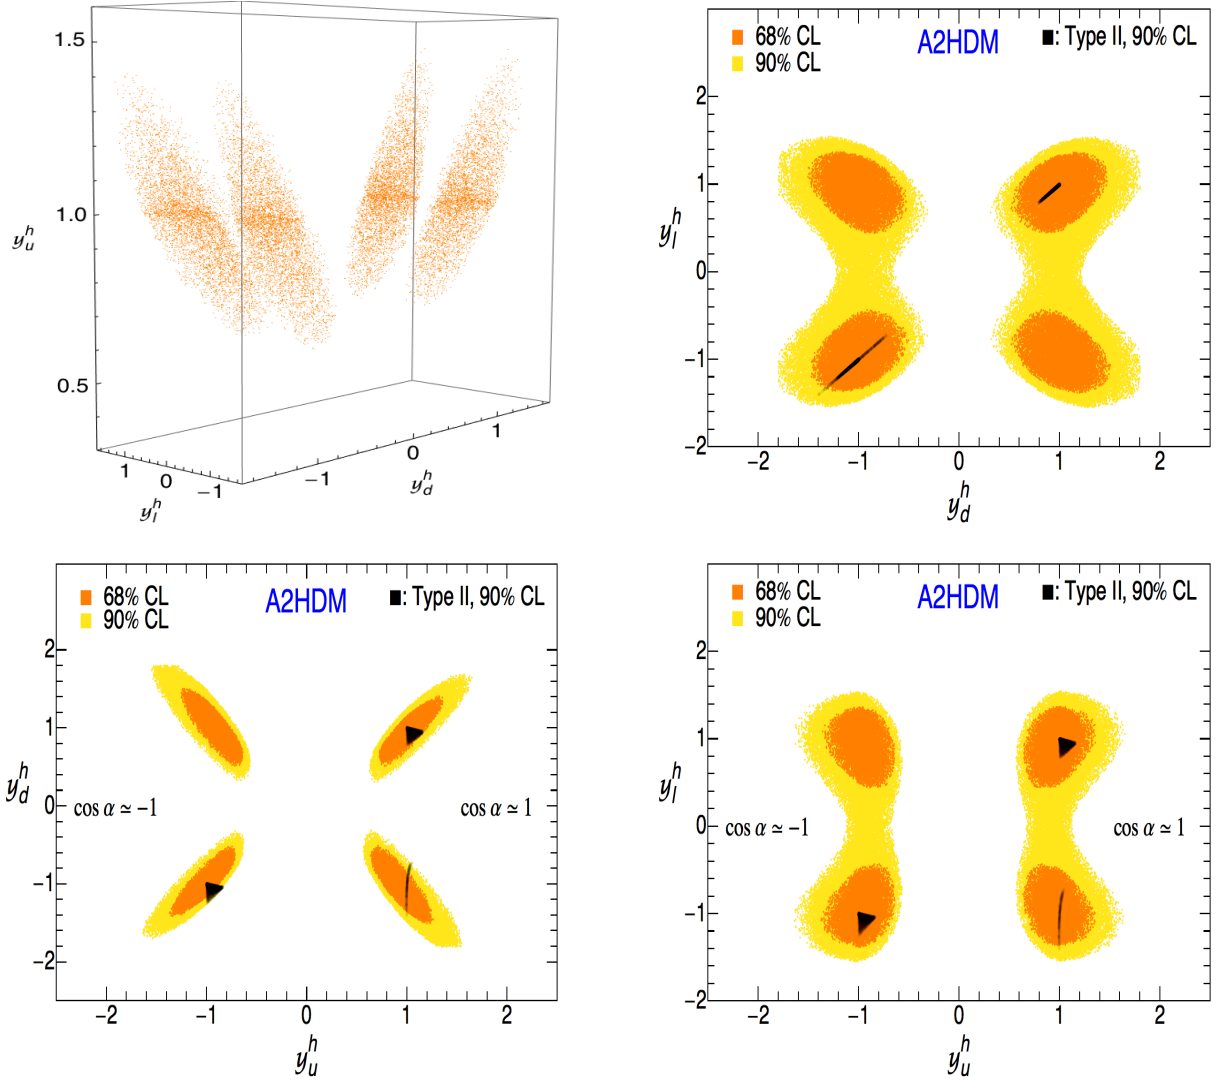 1.5
1.0
0.5
y_u^h
1
0
−1
y_l^h
−1
0
1
y_d^h
68% CL
90% CL
A2HDM
■: Type II, 90% CL
2
1
0
−1
−2
y_l^h
−2
−1
0
1
2
y_d^h
68% CL
90% CL
A2HDM
■: Type II, 90% CL
2
1
0
−1
−2
y_d^h
cos α ≃ −1
cos α ≃ 1
−2
−1
0
1
2
y_u^h
68% CL
90% CL
A2HDM
■: Type II, 90% CL
2
1
0
−1
−2
y_l^h
cos α ≃ −1
cos α ≃ 1
−2
−1
0
1
2
y_u^h